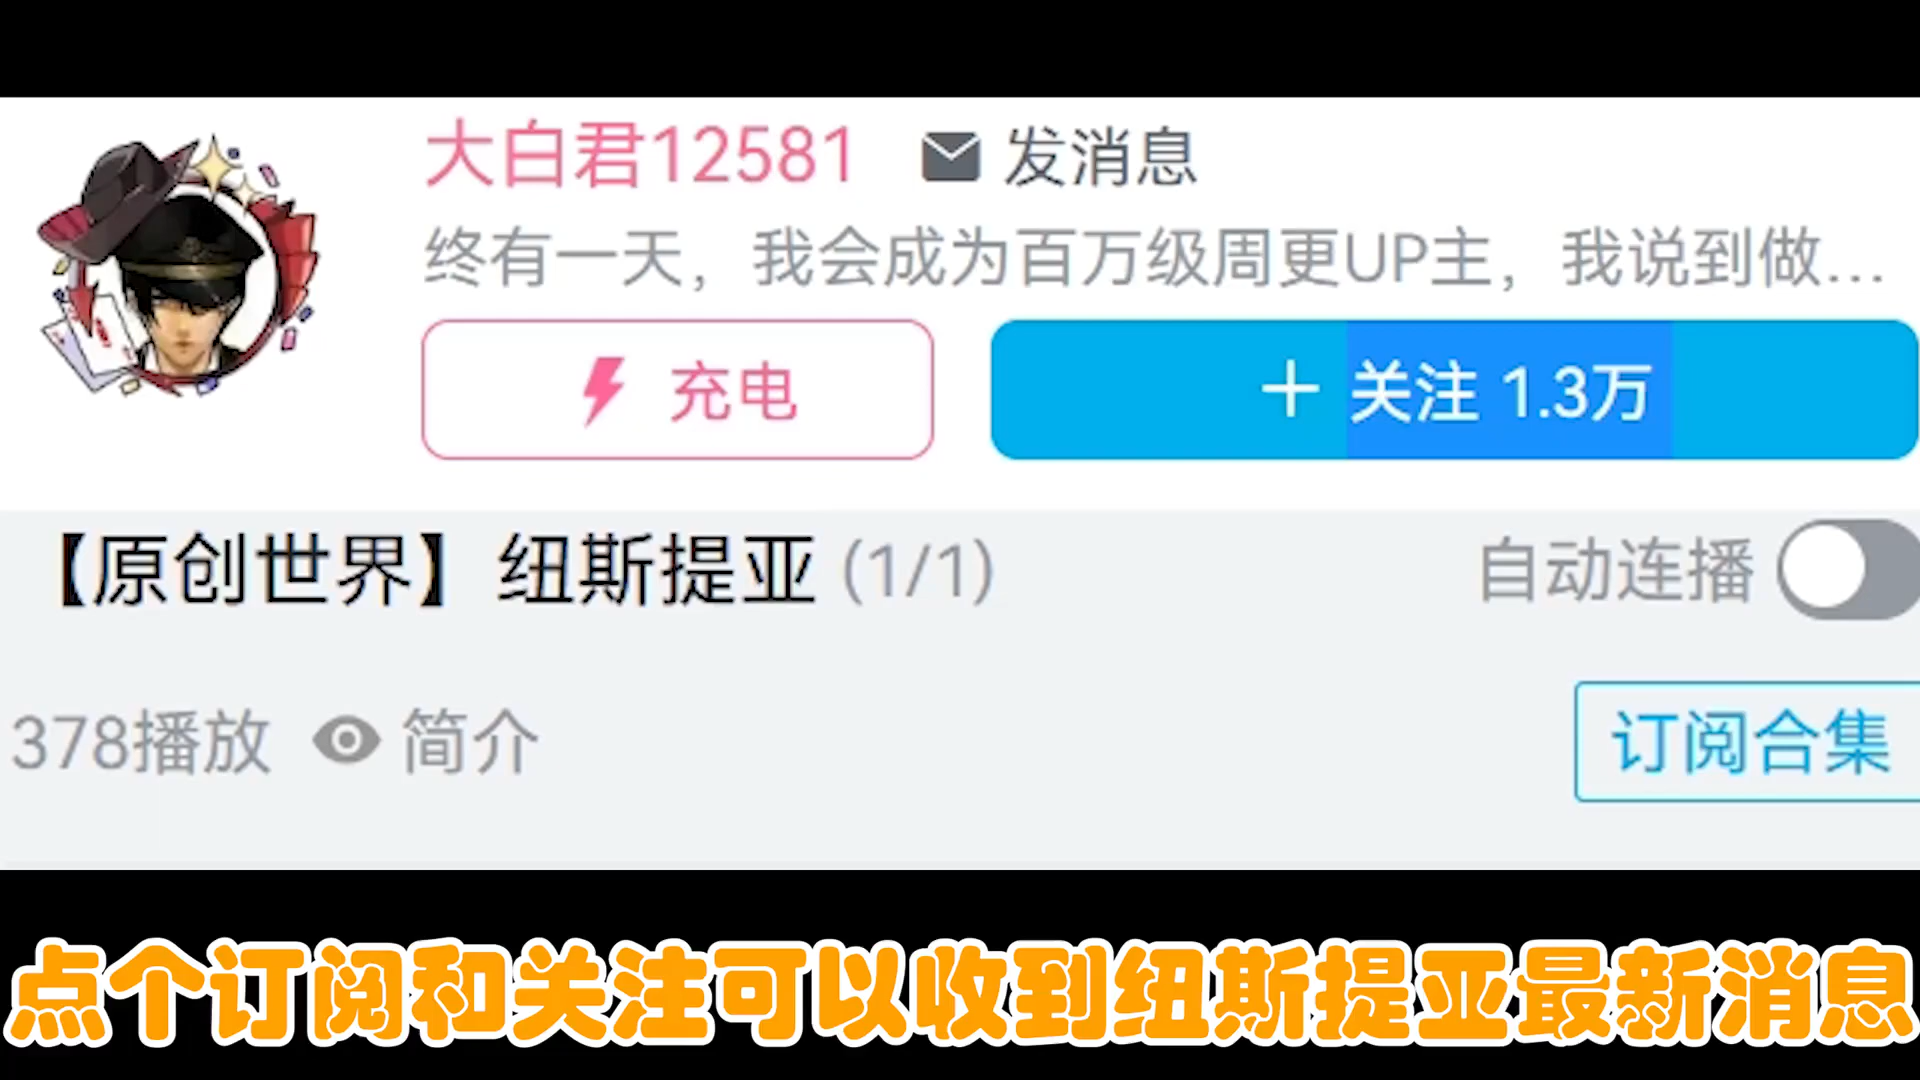 大白君12581 发消息
终有一天，我会成为百万级周更UP主，我说到做...
充电 + 关注 1.3万
【原创世界】纽斯提亚 (1/1) 自动连播
378播放 简介 订阅合集
点个订阅和关注可以收到纽斯提亚最新消息